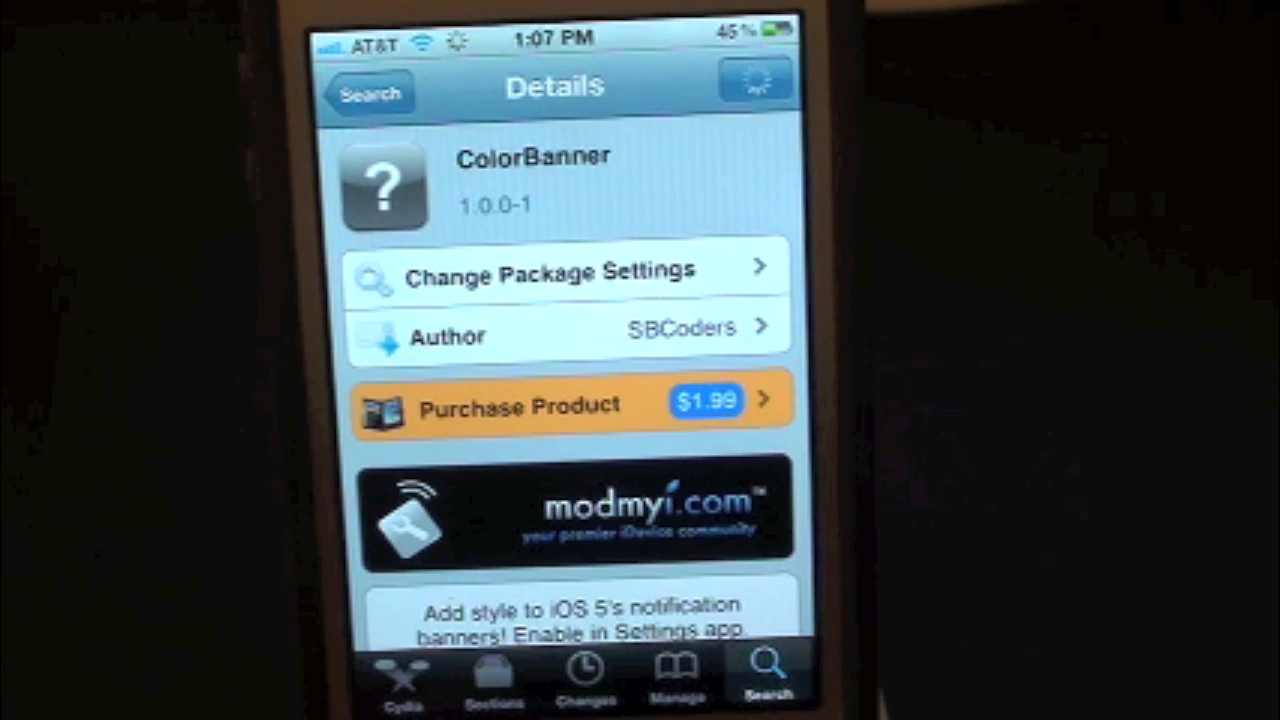 AT&T 1:07 PM 45%
Search Details
?
ColorBanner
1.0.0-1
Change Package Settings
Author SBCoders
Purchase Product $1.99
modmyi.com™
your premier iDevice community
Add style to iOS 5's notification
banners! Enable in Settings app.
Cydia Sections Changes Manage Search